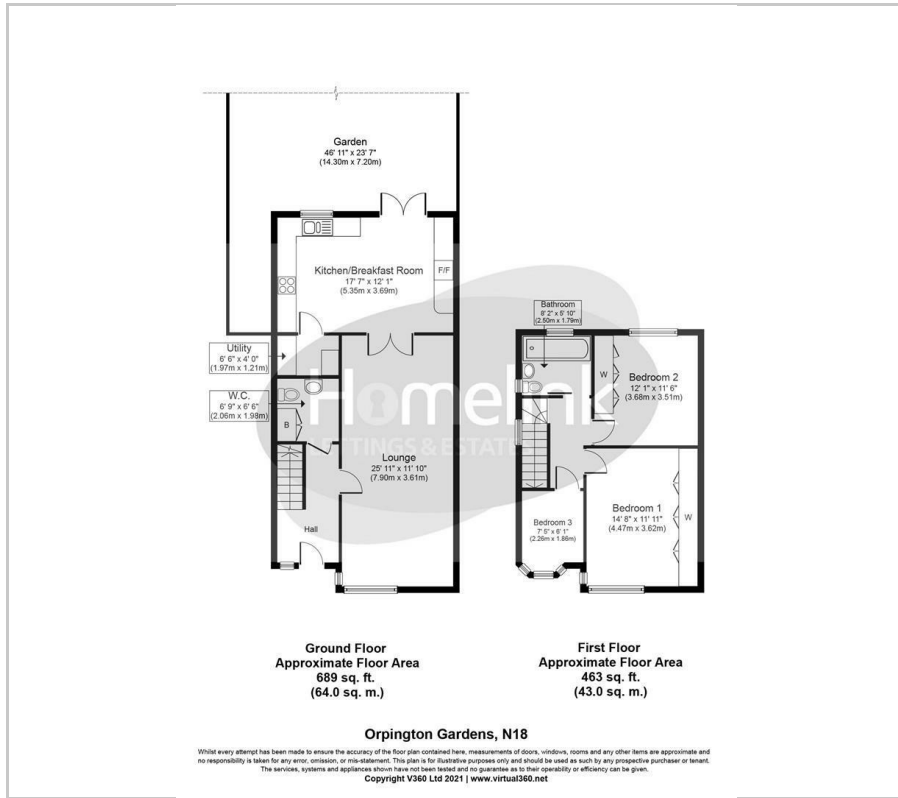 Garden
46' 11" x 23' 7"
(14.30m x 7.20m)
Kitchen/Breakfast Room
17' 7" x 12' 1"
(5.35m x 3.69m)
F/F
Utility
6' 6" x 4' 0"
(1.97m x 1.21m)
W.C.
6' 9" x 6' 6"
(2.06m x 1.98m)
B
Lounge
25' 11" x 11' 10"
(7.90m x 3.61m)
Hall
Bathroom
8' 2" x 5' 10"
(2.50m x 1.79m)
W
Bedroom 2
12' 1" x 11' 6"
(3.68m x 3.51m)
Bedroom 1
14' 8" x 11' 11"
(4.47m x 3.62m)
W
Bedroom 3
7' 5" x 6' 1"
(2.26m x 1.86m)
Homelink
LETTINGS & ESTATE
Ground Floor
Approximate Floor Area
689 sq. ft.
(64.0 sq. m.)
First Floor
Approximate Floor Area
463 sq. ft.
(43.0 sq. m.)
Orpington Gardens, N18
Whilst every attempt has been made to ensure the accuracy of the floor plan contained here, measurements of doors, windows, rooms and any other items are approximate and
no responsibility is taken for any error, omission, or mis-statement. This plan is for illustrative purposes only and should be used as such by any prospective purchaser or tenant.
The services, systems and appliances shown have not been tested and no guarantee as to their operability or efficiency can be given.
Copyright V360 Ltd 2021 | www.virtual360.net